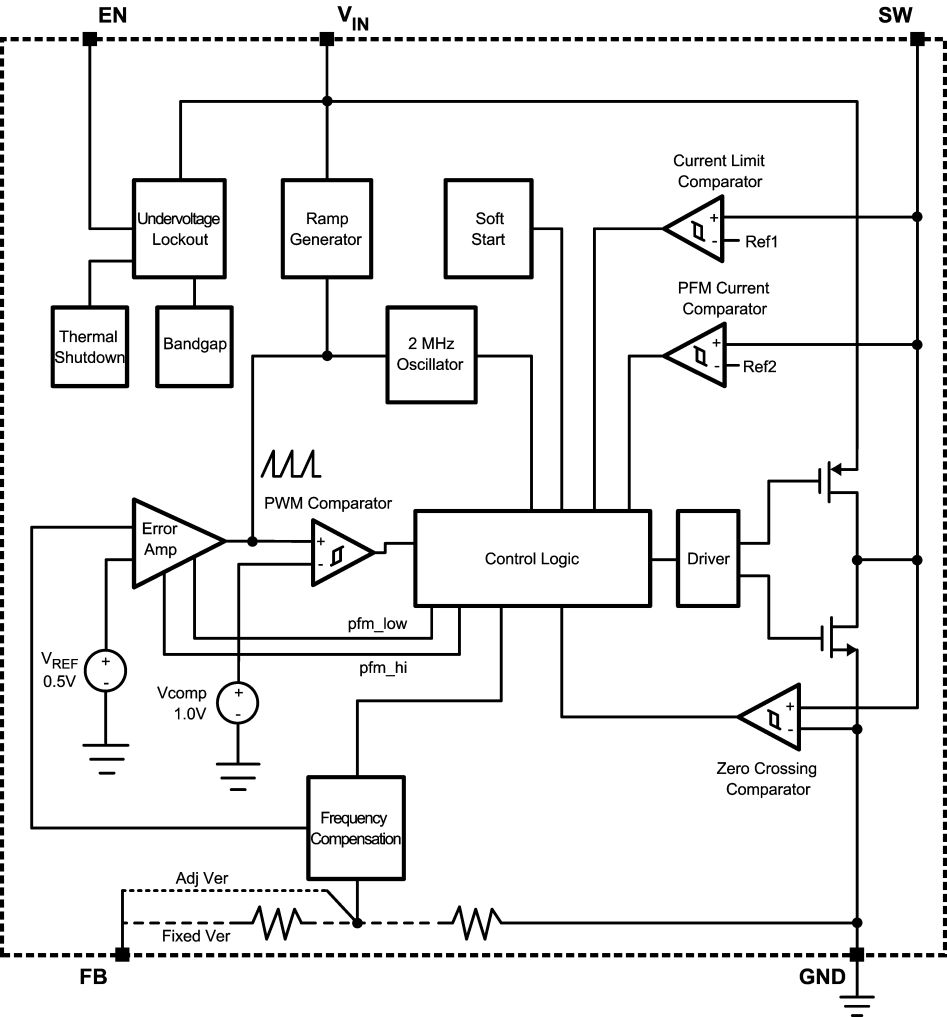 EN
VIN
SW
Current Limit
Comparator
+
-
Ref1
Undervoltage
Lockout
Ramp
Generator
Soft
Start
PFM Current
Comparator
+
-
Ref2
Thermal
Shutdown
Bandgap
2 MHz
Oscillator
PWM Comparator
Error
Amp
+
-
Control Logic
Driver
pfm_low
pfm_hi
VREF
0.5V
+
-
Vcomp
1.0V
+
-
+
-
Zero Crossing
Comparator
Frequency
Compensation
Adj Ver
Fixed Ver
FB
GND